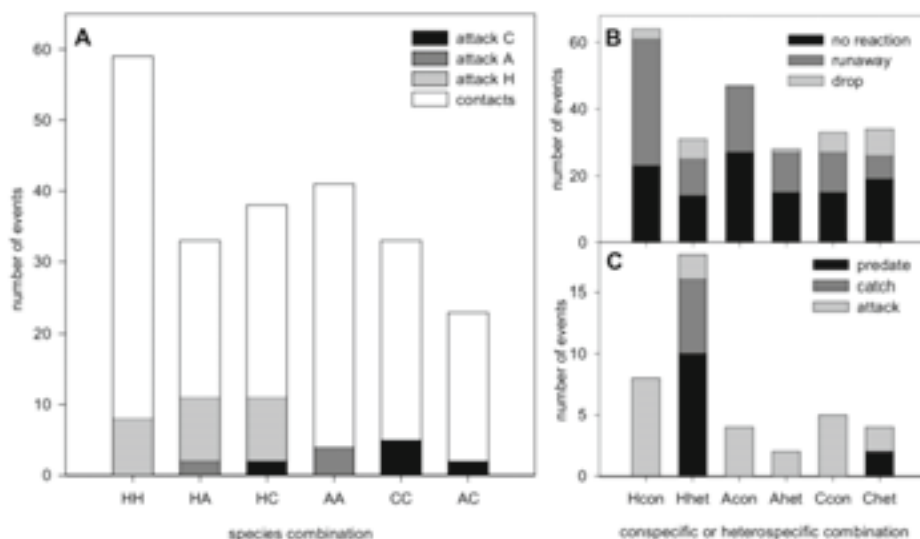 A
attack C
attack A
attack H
contacts
number of events
60
50
40
30
20
10
0
HH HA HC AA CC AC
species combination
B
no reaction
runaway
drop
number of events
60
40
20
0
C
predate
catch
attack
number of events
15
10
5
0
Hcon Hhet Acon Ahet Ccon Chet
conspecific or heterospecific combination